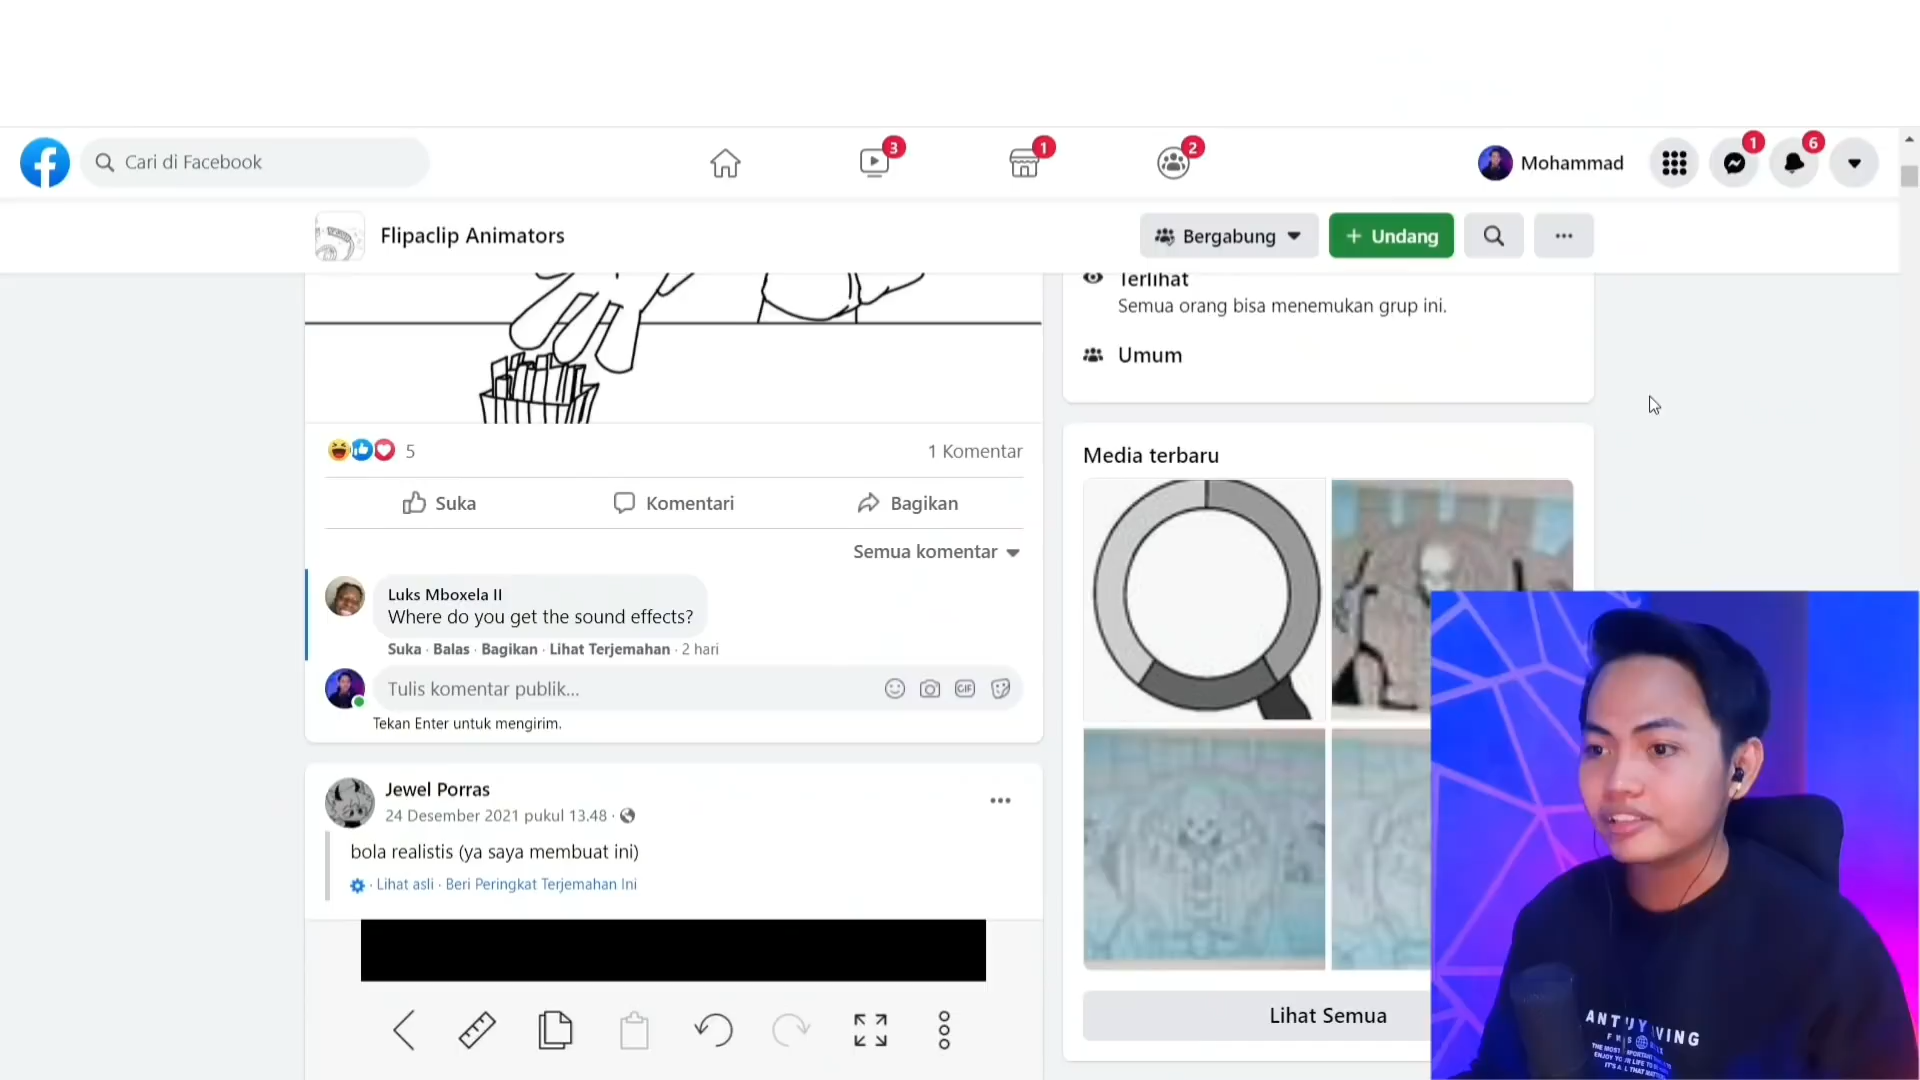 Cari di Facebook
3
1
2
Mohammad
1
6
Flipaclip Animators
Bergabung
+ Undang
Terlihat
Semua orang bisa menemukan grup ini.
Umum
5
1 Komentar
Suka
Komentari
Bagikan
Semua komentar
Luks Mboxela II
Where do you get the sound effects?
Suka · Balas · Bagikan · Lihat Terjemahan · 2 hari
Tulis komentar publik...
GIF
Tekan Enter untuk mengirim.
Jewel Porras
24 Desember 2021 pukul 13.48 ·
bola realistis (ya saya membuat ini)
· Lihat asli · Beri Peringkat Terjemahan Ini
Media terbaru
Lihat Semua